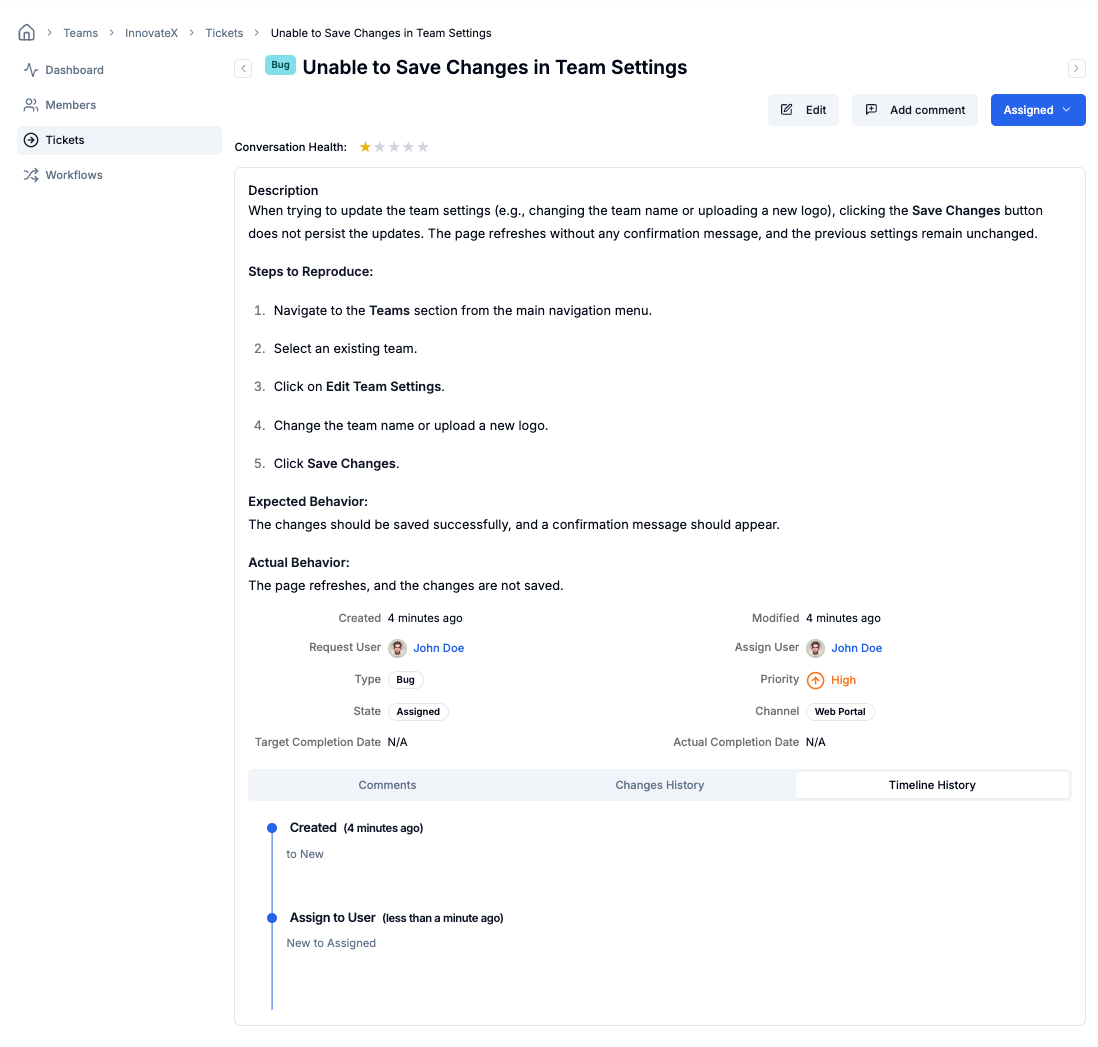 Teams InnovateX Tickets Unable to Save Changes in Team Settings
Dashboard
Members
Tickets
Workflows
Bug Unable to Save Changes in Team Settings
Edit Add comment Assigned
Conversation Health:
Description
When trying to update the team settings (e.g., changing the team name or uploading a new logo), clicking the Save Changes button
does not persist the updates. The page refreshes without any confirmation message, and the previous settings remain unchanged.
Steps to Reproduce:
1. Navigate to the Teams section from the main navigation menu.
2. Select an existing team.
3. Click on Edit Team Settings.
4. Change the team name or upload a new logo.
5. Click Save Changes.
Expected Behavior:
The changes should be saved successfully, and a confirmation message should appear.
Actual Behavior:
The page refreshes, and the changes are not saved.
Created 4 minutes ago Modified 4 minutes ago
Request User John Doe Assign User John Doe
Type Bug Priority High
State Assigned Channel Web Portal
Target Completion Date N/A Actual Completion Date N/A
Comments Changes History Timeline History
Created (4 minutes ago)
to New
Assign to User (less than a minute ago)
New to Assigned